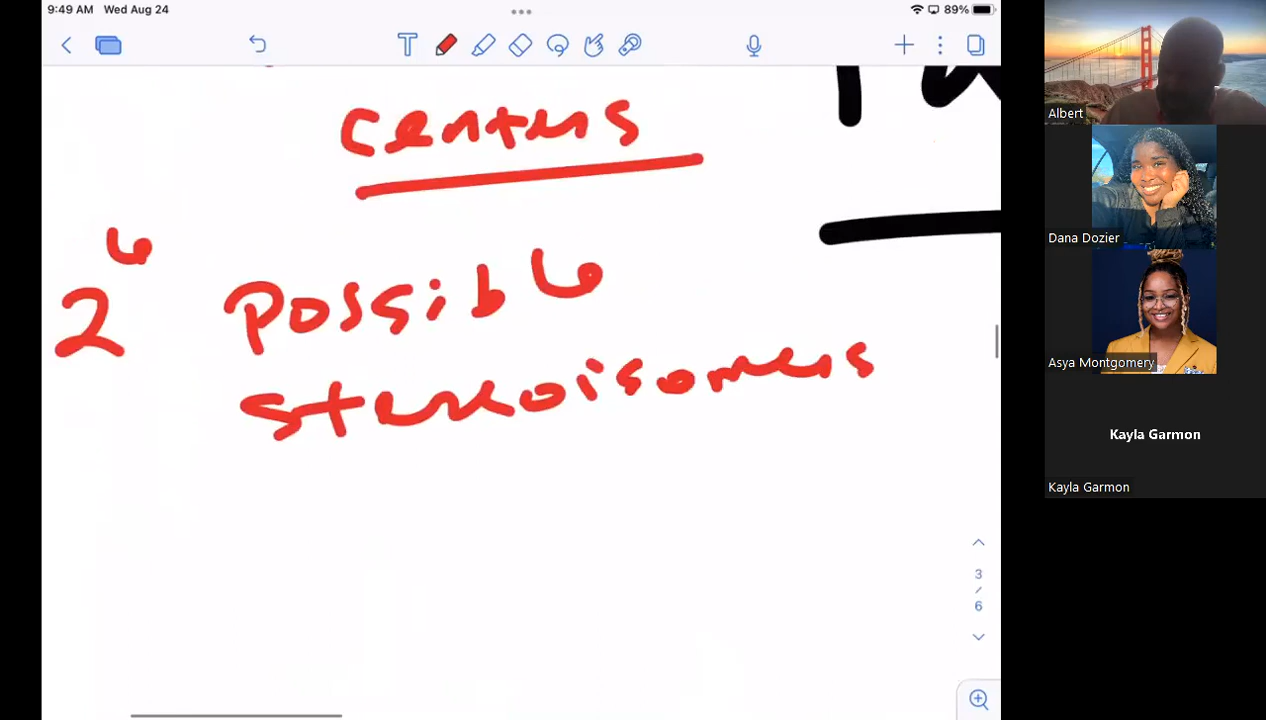 9:49 AM Wed Aug 24
89%
T
centers
2⁶ possible
stereoisomers
3
/
6
Albert
Dana Dozier
Asya Montgomery
Kayla Garmon
Kayla Garmon